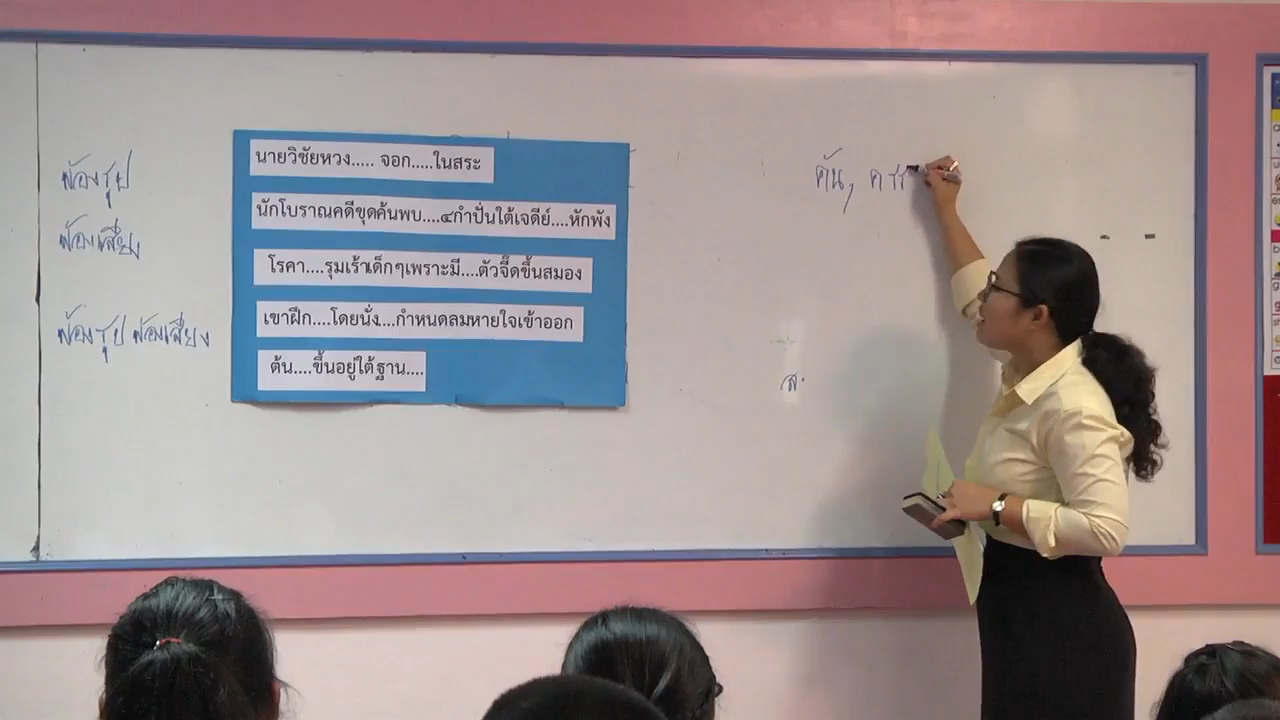 พ้องรูป
พ้องเสียง
พ้องรูป พ้องเสียง
นายวิชัยหวง..... จอก.....ในสระ
นักโบราณคดีขุดค้นพบ....๔กำปั่นใต้เจดีย์....หักพัง
โรคา....รุมเร้าเด็กๆเพราะมี....ตัวจี๊ดขึ้นสมอง
เขาฝึก....โดยนั่ง....กำหนดลมหายใจเข้าออก
ต้น....ขึ้นอยู่ใต้ฐาน....
คัน, ครร
ส.